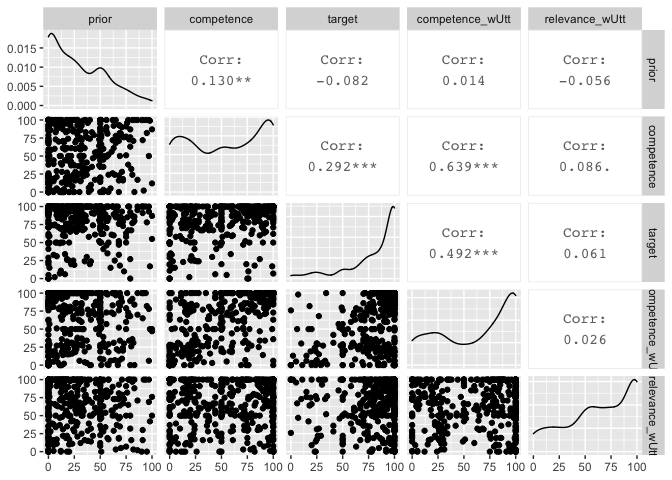 prior competence target competence_wUtt relevance_wUtt
0.015
0.010
0.005
0.000
Corr:
0.130**
Corr:
-0.082
Corr:
0.014
Corr:
-0.056
prior
100
75
50
25
0
Corr:
0.292***
Corr:
0.639***
Corr:
0.086.
competence
100
75
50
25
0
Corr:
0.492***
Corr:
0.061
target
100
75
50
25
0
Corr:
0.026
ompetence_wU
100
75
50
25
0
relevance_wUtt
0 25 50 75 100 0 25 50 75 100 0 25 50 75 100 0 25 50 75 100 0 25 50 75 100